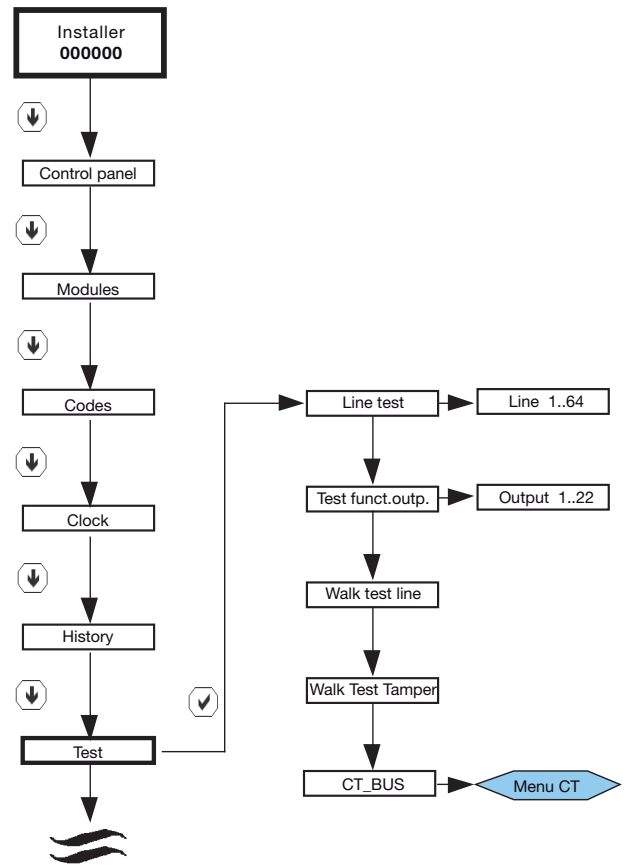 Installer
000000
Control panel
Modules
Codes
Clock
History
Test
Line test
Line 1..64
Test funct.outp.
Output 1..22
Walk test line
Walk Test Tamper
CT_BUS
Menu CT